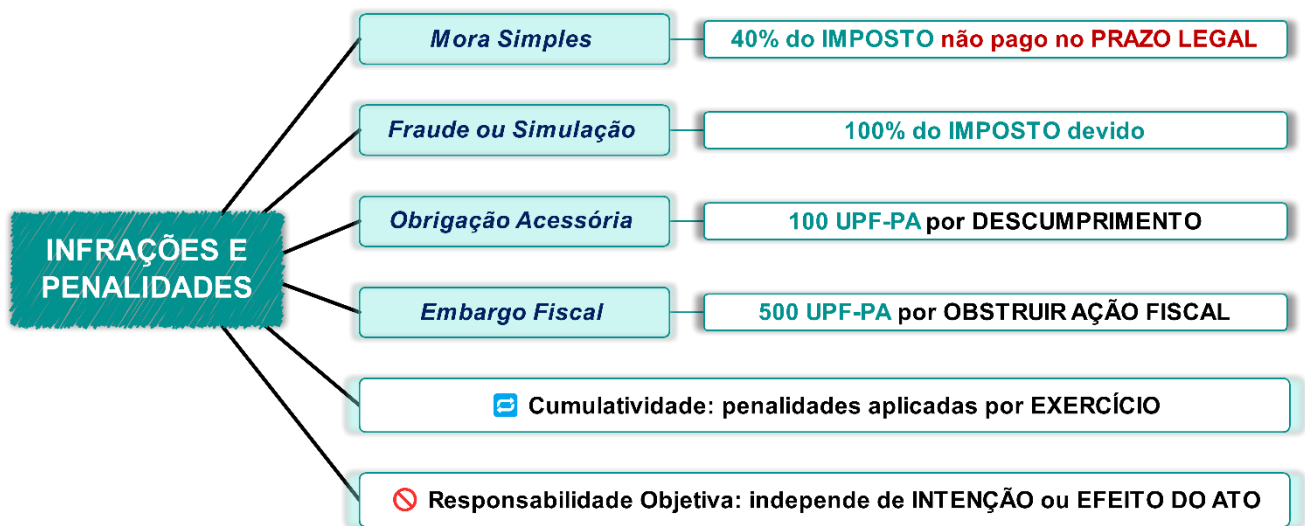 Mora Simples
40% do IMPOSTO não pago no PRAZO LEGAL
Fraude ou Simulação
100% do IMPOSTO devido
INFRAÇÕES E
PENALIDADES
Obrigação Acessória
100 UPF-PA por DESCUMPRIMENTO
Embargo Fiscal
500 UPF-PA por OBSTRUIR AÇÃO FISCAL
Cumulatividade: penalidades aplicadas por EXERCÍCIO
Responsabilidade Objetiva: independe de INTENÇÃO ou EFEITO DO ATO